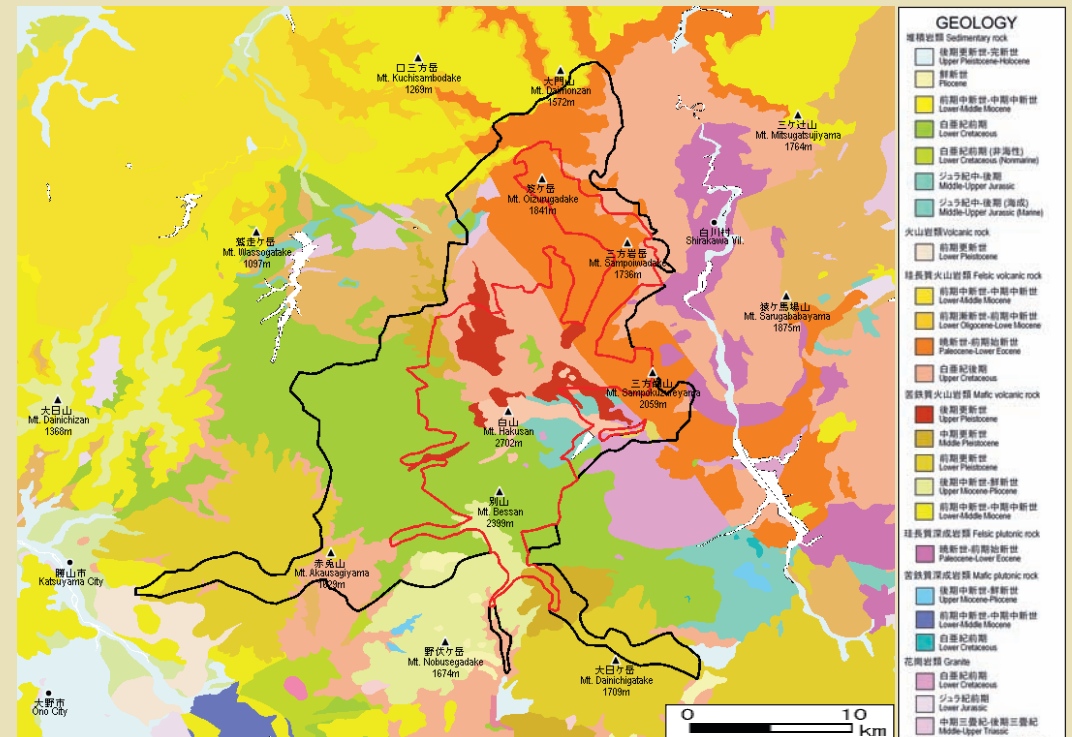 口三方岳
Mt. Kuchisambodake
1269m
大門山
Mt. Daimonzan
1572m
三ケ辻山
Mt. Mitsugatsujiyama
1764m
笈ケ岳
Mt. Oizurugadake
1841m
白川村
Shirakawa Vil.
鷲走ケ岳
Mt. Wassogatake
1097m
三方岩岳
Mt. Sampoiwadake
1736m
猿ケ馬場山
Mt. Sarugababayama
1875m
三方崩山
Mt. Sampokuzureyama
2059m
大日山
Mt. Dainichizan
1368m
白山
Mt. Hakusan
2702m
別山
Mt. Bessan
2399m
勝山市
Katsuyama City
赤兎山
Mt. Akausagiyama
1629m
野伏ケ岳
Mt. Nobusegadake
1674m
大日ケ岳
Mt. Dainichigatake
1709m
大野市
Ono City
0 10
km
GEOLOGY
堆積岩類 Sedimentary rock
後期更新世-完新世
Upper Pleistocene-Holocene
鮮新世
Pliocene
前期中新世-中期中新世
Lower-Middle Miocene
白亜紀前期
Lower Cretaceous
白亜紀前期 (非海性)
Lower Cretaceous (Nonmarine)
ジュラ紀中-後期
Middle-Upper Jurassic
ジュラ紀中-後期 (海成)
Middle-Upper Jurassic (Marine)
火山岩類Volcanic rock
前期更新世
Lower Pleistocene
珪長質火山岩類 Felsic volcanic rock
前期中新世-中期中新世
Lower-Middle Miocene
前期漸新世-前期中新世
Lower Oligocene-Lowe Miocene
暁新世-前期始新世
Paleocene-Lower Eocene
白亜紀後期
Upper Cretaceous
苦鉄質火山岩類 Mafic volcanic rock
後期更新世
Upper Pleistocene
中期更新世
Middle Pleistocene
前期更新世
Lower Pleistocene
後期中新世-鮮新世
Upper Miocene-Pliocene
前期中新世-中期中新世
Lower-Middle Miocene
珪長質深成岩類 Felsic plutonic rock
暁新世-前期始新世
Paleocene-Lower Eocene
苦鉄質深成岩類 Mafic plutonic rock
後期中新世-鮮新世
Upper Miocene-Pliocene
前期中新世-中期中新世
Lower-Middle Miocene
白亜紀前期
Lower Cretaceous
花崗岩類 Granite
白亜紀前期
Lower Cretaceous
ジュラ紀前期
Lower Jurassic
中期三畳紀-後期三畳紀
Middle-Upper Triassic